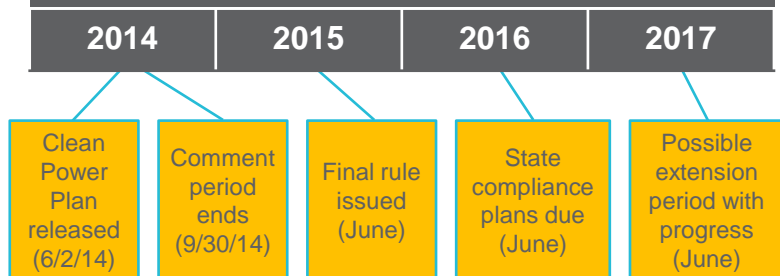 2014 2015 2016 2017
Clean
Power
Plan
released
(6/2/14)
Comment
period
ends
(9/30/14)
Final rule
issued
(June)
State
compliance
plans due
(June)
Possible
extension
period with
progress
(June)